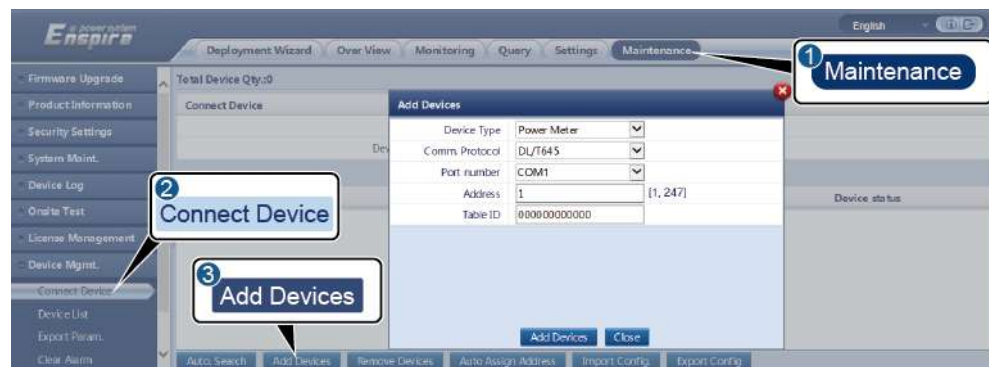 Enspire
English
Deployment Wizard Over View Monitoring Query Settings Maintenance
1 Maintenance
Firmware Upgrade
Total Device Qty.:0
Product Information
Connect Device
Add Devices
Security Settings
Device Type Power Meter
System Maint.
Comm. Protocol DL/T645
Device Log
Port number COM1
Address 1 [1, 247]
Device status
Table ID 000000000000
2 Connect Device
Onsite Test
License Management
Device Mgmt.
Connect Device
3 Add Devices
Device List
Export Param.
Add Devices Close
Clear Alarm
Auto. Search Add Devices Remove Devices Auto Assign Address Import Config. Export Config